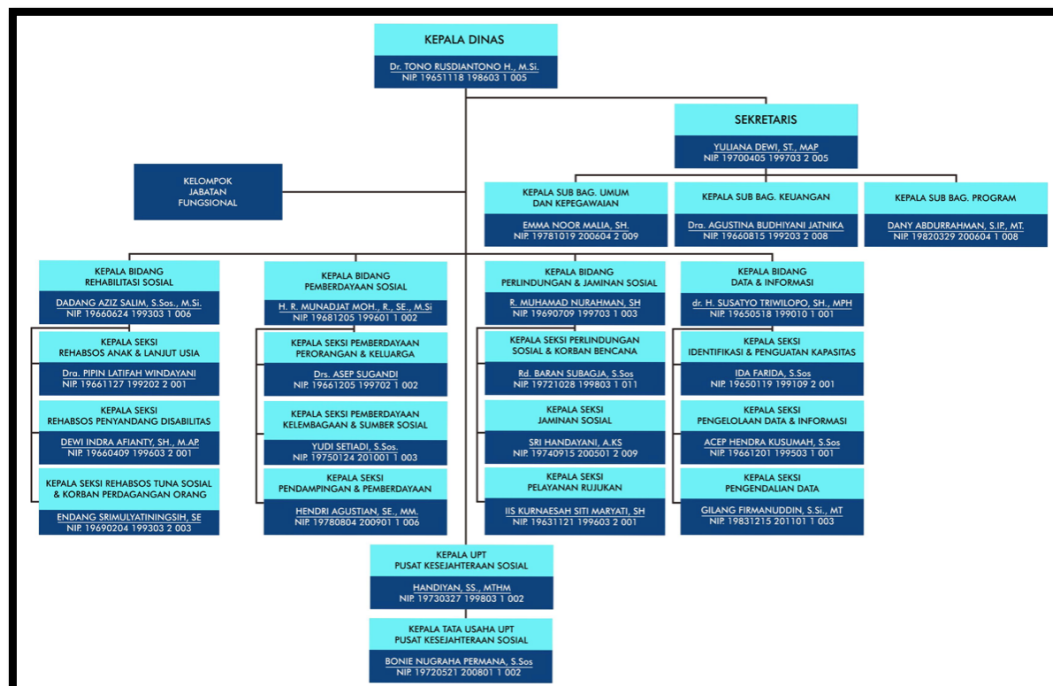 KEPALA DINAS
Dr. TONO RUSDIANTONO H., M.Si.
NIP. 19651118 198603 1 005
SEKRETARIS
YULIANA DEWI, ST., MAP
NIP. 19700405 199703 2 005
KELOMPOK
JABATAN
FUNGSIONAL
KEPALA SUB BAG. UMUM
DAN KEPEGAWAIAN
EMMA NOOR MALIA, SH.
NIP. 19781019 200604 2 009
KEPALA SUB BAG. KEUANGAN
Dra. AGUSTINA BUDHIYANI JATNIKA
NIP. 19660815 199203 2 008
KEPALA SUB BAG. PROGRAM
DANY ABDURRAHMAN, S.IP., MT.
NIP. 19820329 200604 1 008
KEPALA BIDANG
REHABILITASI SOSIAL
DADANG AZIZ SALIM, S.Sos., M.Si.
NIP. 19660624 199303 1 006
KEPALA SEKSI
REHABSOS ANAK & LANJUT USIA
Dra. PIPIN LATIFAH WINDAYANI
NIP. 19661127 199202 2 001
KEPALA SEKSI
REHABSOS PENYANDANG DISABILITAS
DEWI INDRA AFIANTY, SH., M.AP.
NIP. 19660409 199603 2 001
KEPALA SEKSI REHABSOS TUNA SOSIAL
& KORBAN PERDAGANGAN ORANG
ENDANG SRIMULYATININGSIH, SE
NIP. 19690204 199303 2 003
KEPALA BIDANG
PEMBERDAYAAN SOSIAL
H. R. MUNADJAT MOH., R., SE., M.Si
NIP. 19681205 199601 1 002
KEPALA SEKSI PEMBERDAYAAN
PERORANGAN & KELUARGA
Drs. ASEP SUGANDI
NIP. 19661205 199702 1 002
KEPALA SEKSI PEMBERDAYAAN
KELEMBAGAAN & SUMBER SOSIAL
YUDI SETIADI, S.Sos.
NIP. 19750124 201001 1 003
KEPALA SEKSI
PENDAMPINGAN & PEMBERDAYAAN
HENDRI AGUSTIAN, SE., MM.
NIP. 19780804 200901 1 006
KEPALA BIDANG
PERLINDUNGAN & JAMINAN SOSIAL
R. MUHAMAD NURAHMAN, SH
NIP. 19690709 199703 1 003
KEPALA SEKSI PERLINDUNGAN
SOSIAL & KORBAN BENCANA
Rd. BARAN SUBAGJA, S.Sos
NIP. 19721028 199803 1 011
KEPALA SEKSI
JAMINAN SOSIAL
SRI HANDAYANI, A.KS
NIP. 19740915 200501 2 009
KEPALA SEKSI
PELAYANAN RUJUKAN
IIS KURNAESAH SITI MARYATI, SH
NIP. 19631121 199603 2 001
KEPALA BIDANG
DATA & INFORMASI
dr. H. SUSATYO TRIWILOPO, SH., MPH
NIP. 19650518 199010 1 001
KEPALA SEKSI
IDENTIFIKASI & PENGUATAN KAPASITAS
IDA FARIDA, S.Sos
NIP. 19650119 199109 2 001
KEPALA SEKSI
PENGELOLAAN DATA & INFORMASI
ACEP HENDRA KUSUMAH, S.Sos
NIP. 19661201 199503 1 001
KEPALA SEKSI
PENGENDALIAN DATA
GILANG FIRMANUDDIN, S.Si., MT
NIP. 19831215 201101 1 003
KEPALA UPT
PUSAT KESEJAHTERAAN SOSIAL
HANDIYAN, SS., MTHM
NIP. 19730327 199803 1 002
KEPALA TATA USAHA UPT
PUSAT KESEJAHTERAAN SOSIAL
BONIE NUGRAHA PERMANA, S.Sos
NIP. 19720521 200801 1 002